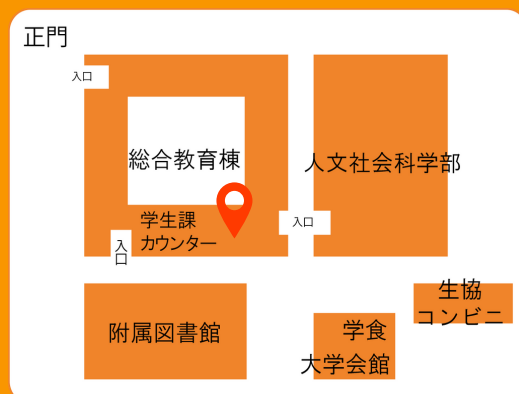 正門
入口
総合教育棟
人文社会科学部
学生課
カウンター
入口
入口
附属図書館
生協
コンビニ
学食
大学会館